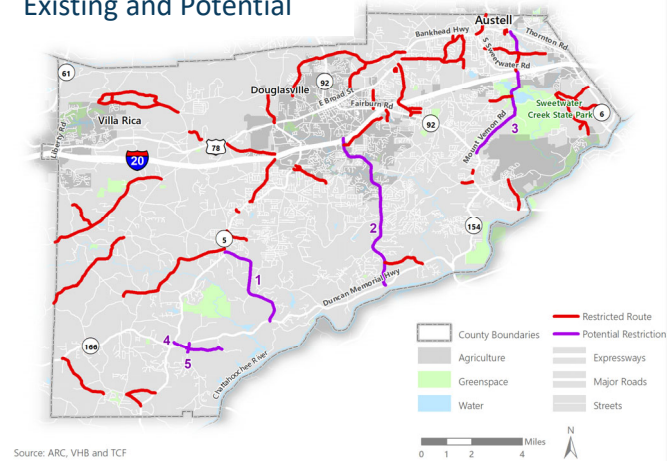 Existing and Potential
Austell
Bankhead Hwy
Thornton Rd
S Sweetwater Rd
61
92
Douglasville
E Broad St
Fairburn Rd
Sweetwater
Creek State Park
6
Villa Rica
Liberty Rd
92
Mount Vernon Rd
3
78
20
154
2
5
1
Duncan Memorial Hwy
4
166
5
Chattahoochee River
County Boundaries
Agriculture
Greenspace
Water
Restricted Route
Potential Restriction
Expressways
Major Roads
Streets
Miles
0 1 2 4
N
Source: ARC, VHB and TCF